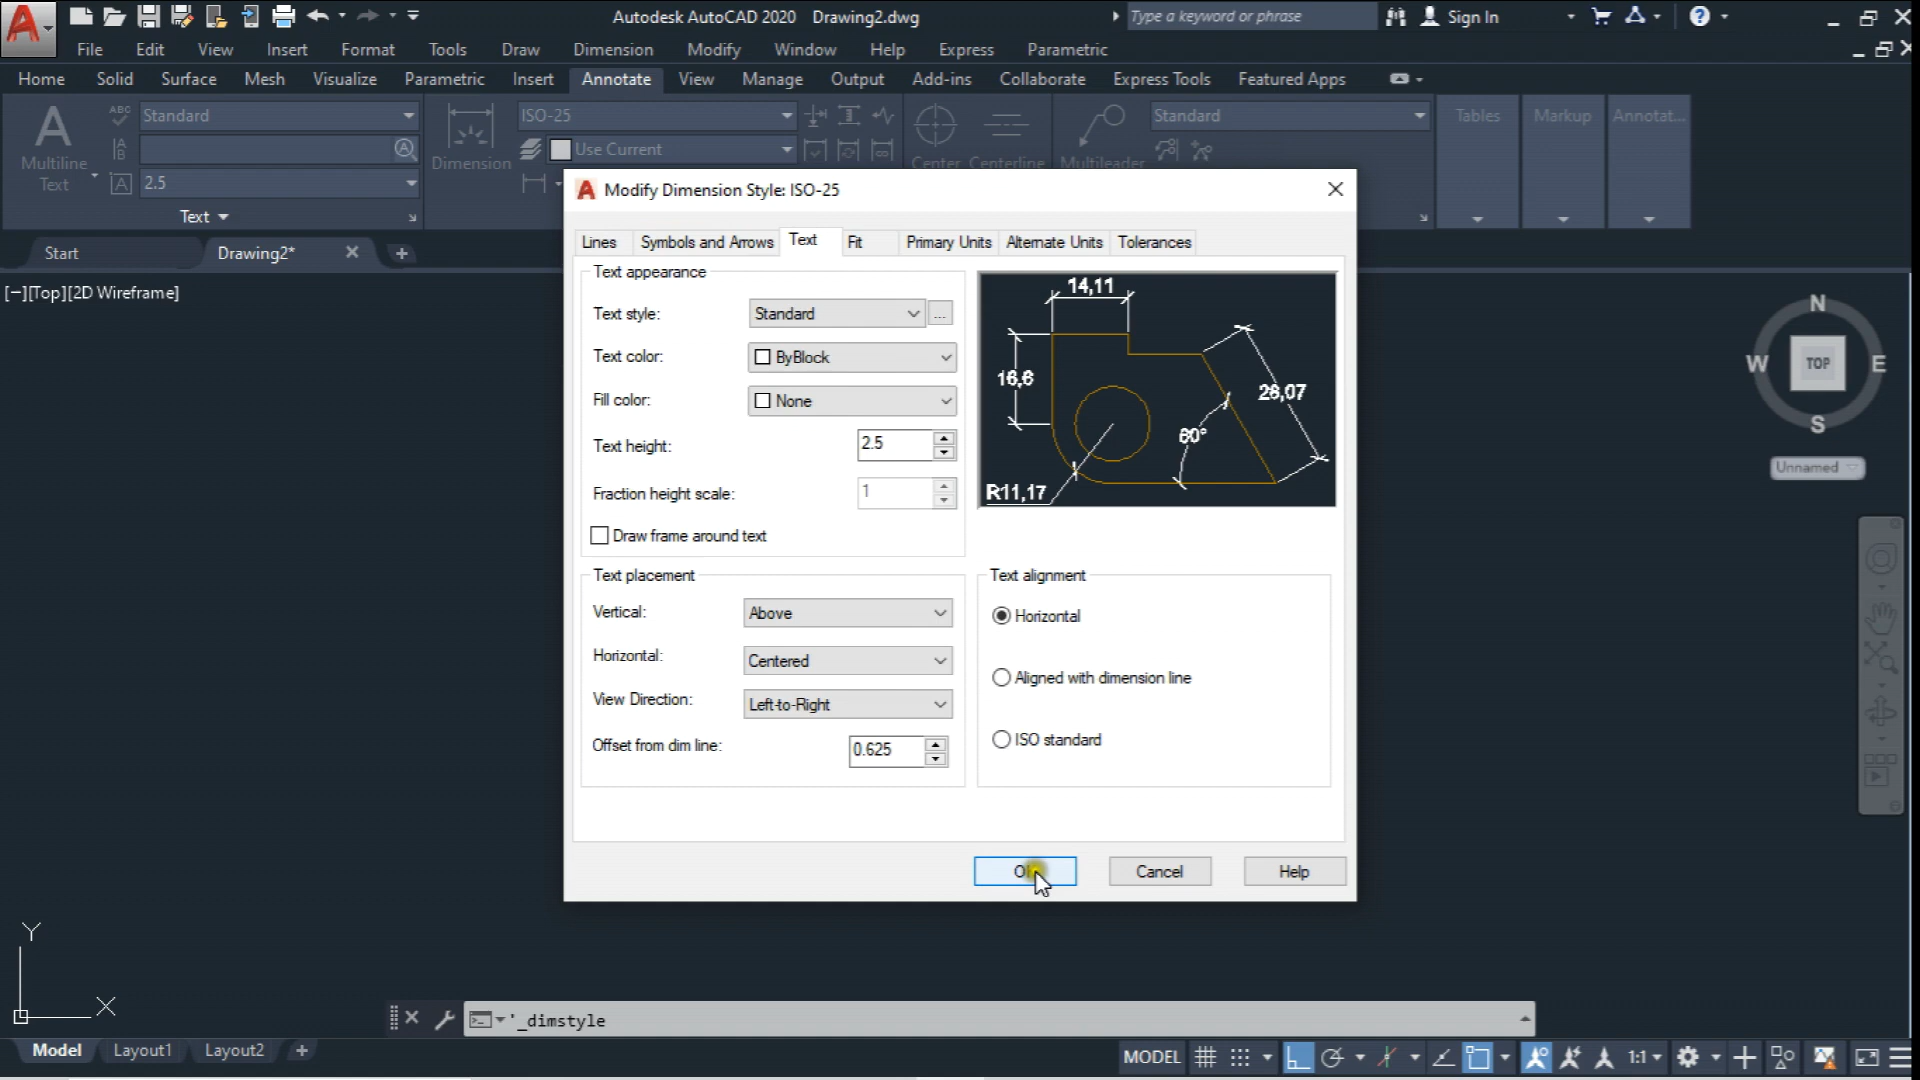 Autodesk AutoCAD 2020 Drawing2.dwg
Type a keyword or phrase
Sign In
File Edit View Insert Format Tools Draw Dimension Modify Window Help Express Parametric
Home Solid Surface Mesh Visualize Parametric Insert Annotate View Manage Output Add-ins Collaborate Express Tools Featured Apps
Multiline
Text
ABC
Standard
2.5
Text
Dimension
ISO-25
Use Current
Center Centerline
Multileader
Standard
Tables
Markup
Annotat...
Start
Drawing2*
[−][Top][2D Wireframe]
Modify Dimension Style: ISO-25
Lines Symbols and Arrows Text Fit Primary Units Alternate Units Tolerances
Text appearance
Text style: Standard ...
Text color: ByBlock
Fill color: None
Text height: 2.5
Fraction height scale: 1
Draw frame around text
14,11
16,6
26,07
60°
R11,17
Text placement
Vertical: Above
Horizontal: Centered
View Direction: Left-to-Right
Offset from dim line: 0.625
Text alignment
Horizontal
Aligned with dimension line
ISO standard
Cancel
Help
N
W TOP E
S
Unnamed
Y
X
'_dimstyle
Model Layout1 Layout2
MODEL
1:1